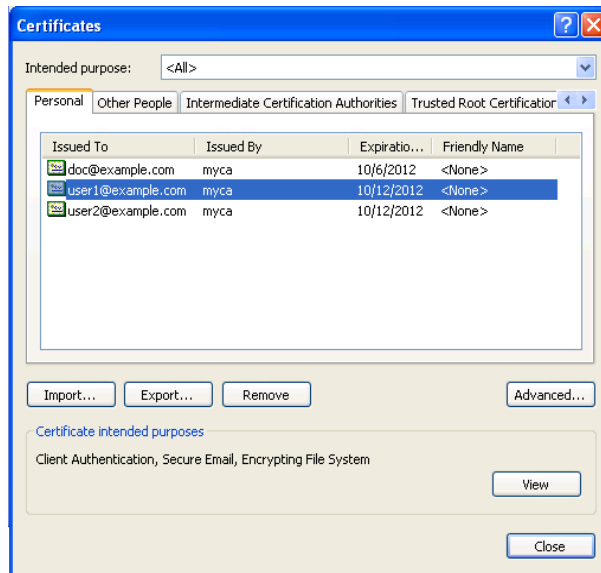 Certificates
Intended purpose: <All>
Personal Other People Intermediate Certification Authorities Trusted Root Certification
Issued To Issued By Expiratio... Friendly Name
doc@example.com myca 10/6/2012 <None>
user1@example.com myca 10/12/2012 <None>
user2@example.com myca 10/12/2012 <None>
Import... Export... Remove Advanced...
Certificate intended purposes
Client Authentication, Secure Email, Encrypting File System
View
Close